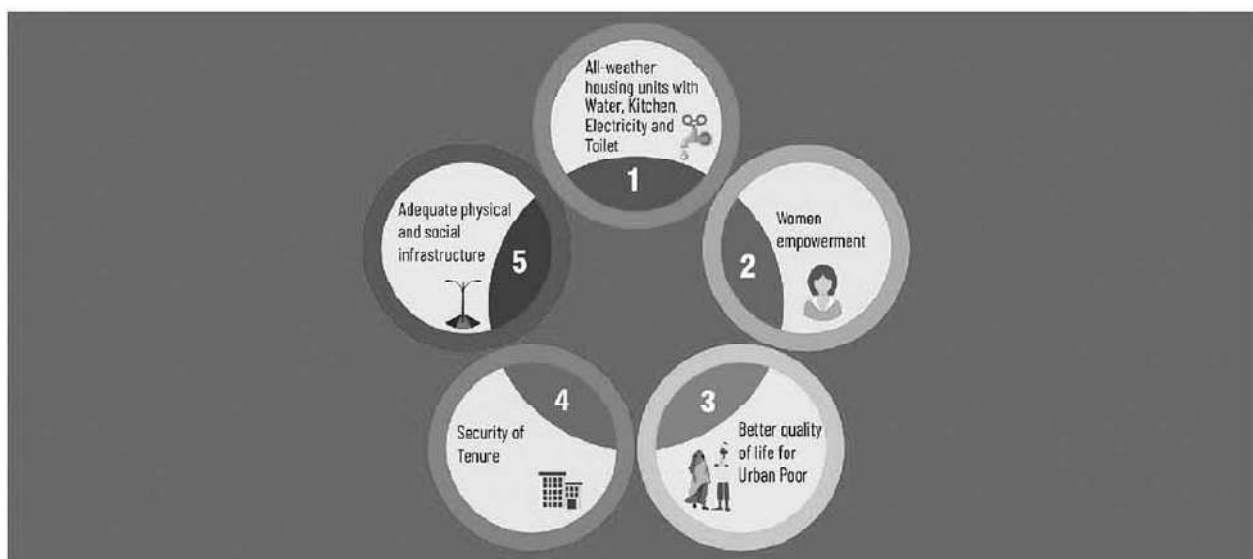 All-weather
housing units with
Water, Kitchen,
Electricity and
Toilet
1
Women
empowerment
2
3
Better quality
of life for
Urban Poor
4
Security of
Tenure
Adequate physical
and social
infrastructure
5